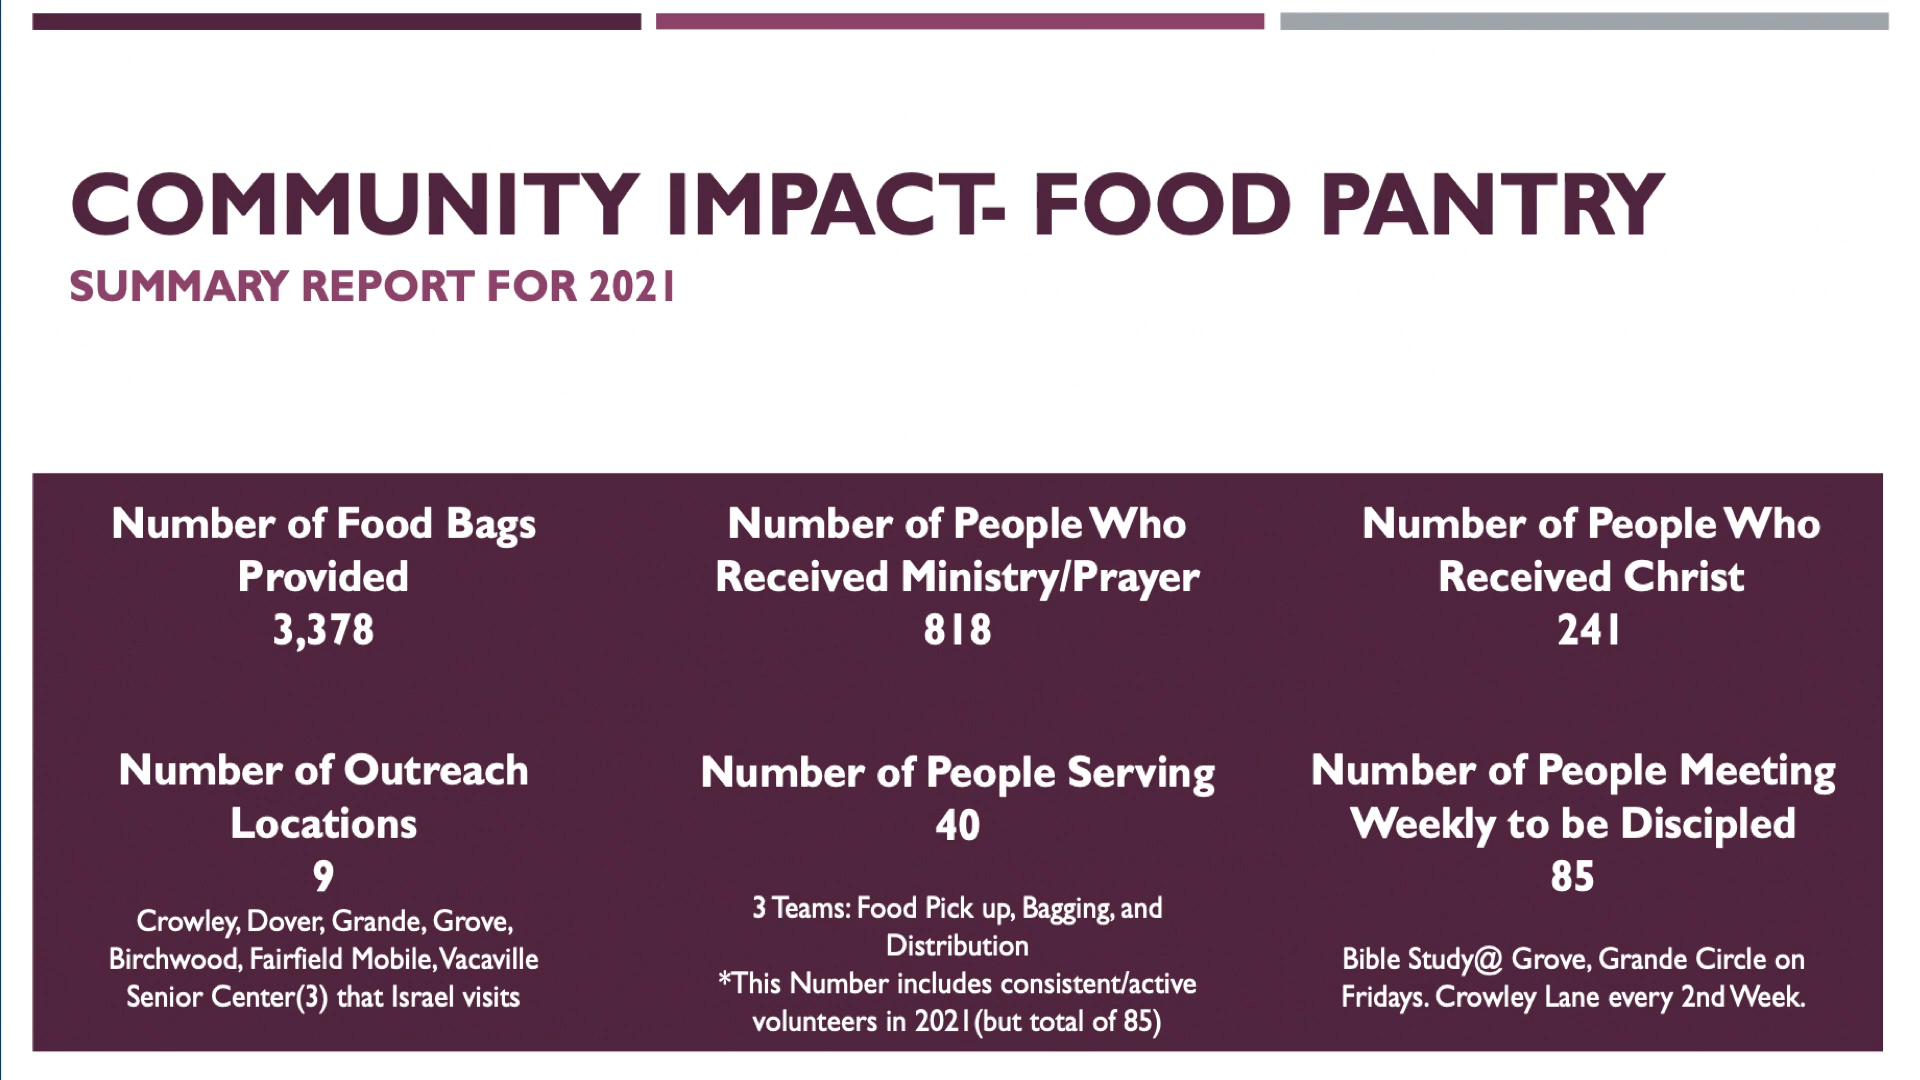 COMMUNITY IMPACT- FOOD PANTRY
SUMMARY REPORT FOR 2021
Number of Food Bags
Provided
3,378
Number of People Who
Received Ministry/Prayer
818
Number of People Who
Received Christ
241
Number of Outreach
Locations
9
Crowley, Dover, Grande, Grove,
Birchwood, Fairfield Mobile, Vacaville
Senior Center(3) that Israel visits
Number of People Serving
40
3 Teams: Food Pick up, Bagging, and
Distribution
*This Number includes consistent/active
volunteers in 2021(but total of 85)
Number of People Meeting
Weekly to be Discipled
85
Bible Study@ Grove, Grande Circle on
Fridays. Crowley Lane every 2nd Week.